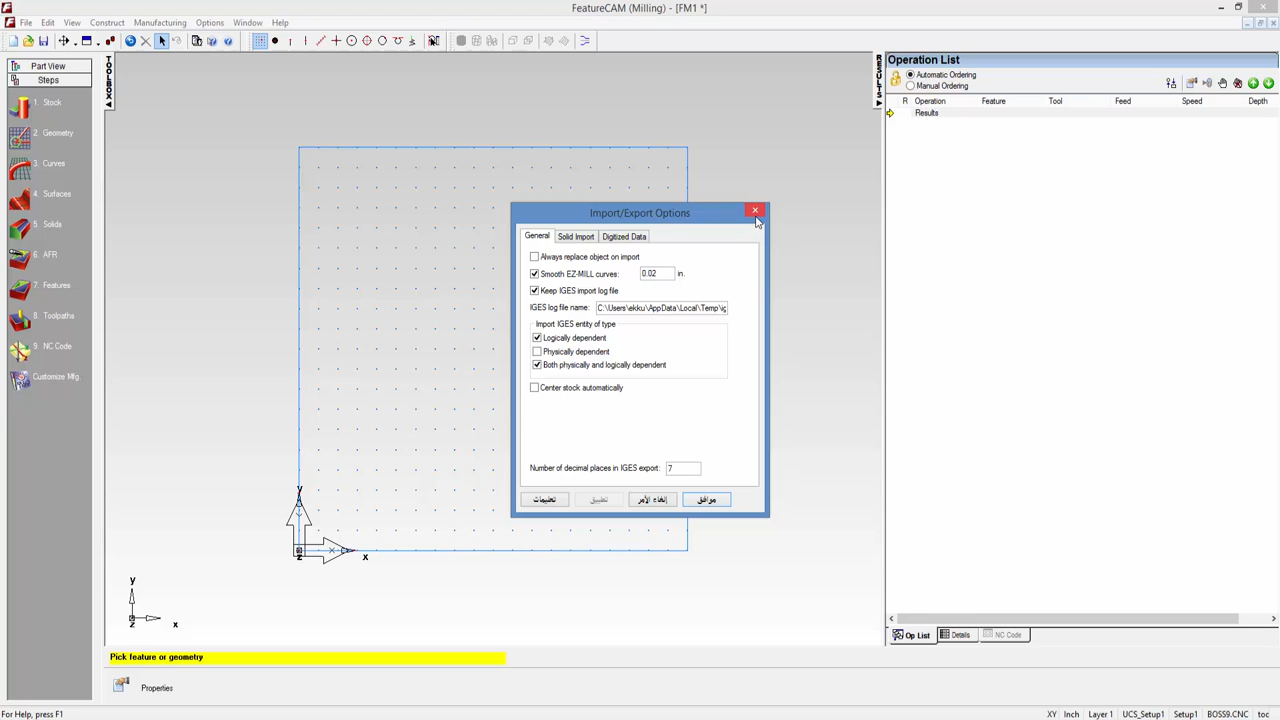 FeatureCAM (Milling) - [FM1 *]
File Edit View Construct Manufacturing Options Window Help
Part View
Steps
1. Stock
2. Geometry
3. Curves
4. Surfaces
5. Solids
6. AFR
7. Features
8. Toolpaths
9. NC Code
Customize Mfg.
TOOLBOX
RESULTS
Import/Export Options
General Solid Import Digitized Data
Always replace object on import
Smooth EZ-MILL curves: 0.02 in.
Keep IGES import log file
IGES log file name: C:\Users\ekku\AppData\Local\Temp\ig
Import IGES entity of type
Logically dependent
Physically dependent
Both physically and logically dependent
Center stock automatically
Number of decimal places in IGES export: 7
تعليمات تطبيق إلغاء الأمر موافق
y
z
x
y
z
x
Pick feature or geometry
Properties
Operation List
Automatic Ordering
Manual Ordering
R Operation Feature Tool Feed Speed Depth
Results
Op List Details NC Code
For Help, press F1
XY Inch Layer 1 UCS_Setup1 Setup1 BOSS9.CNC toc